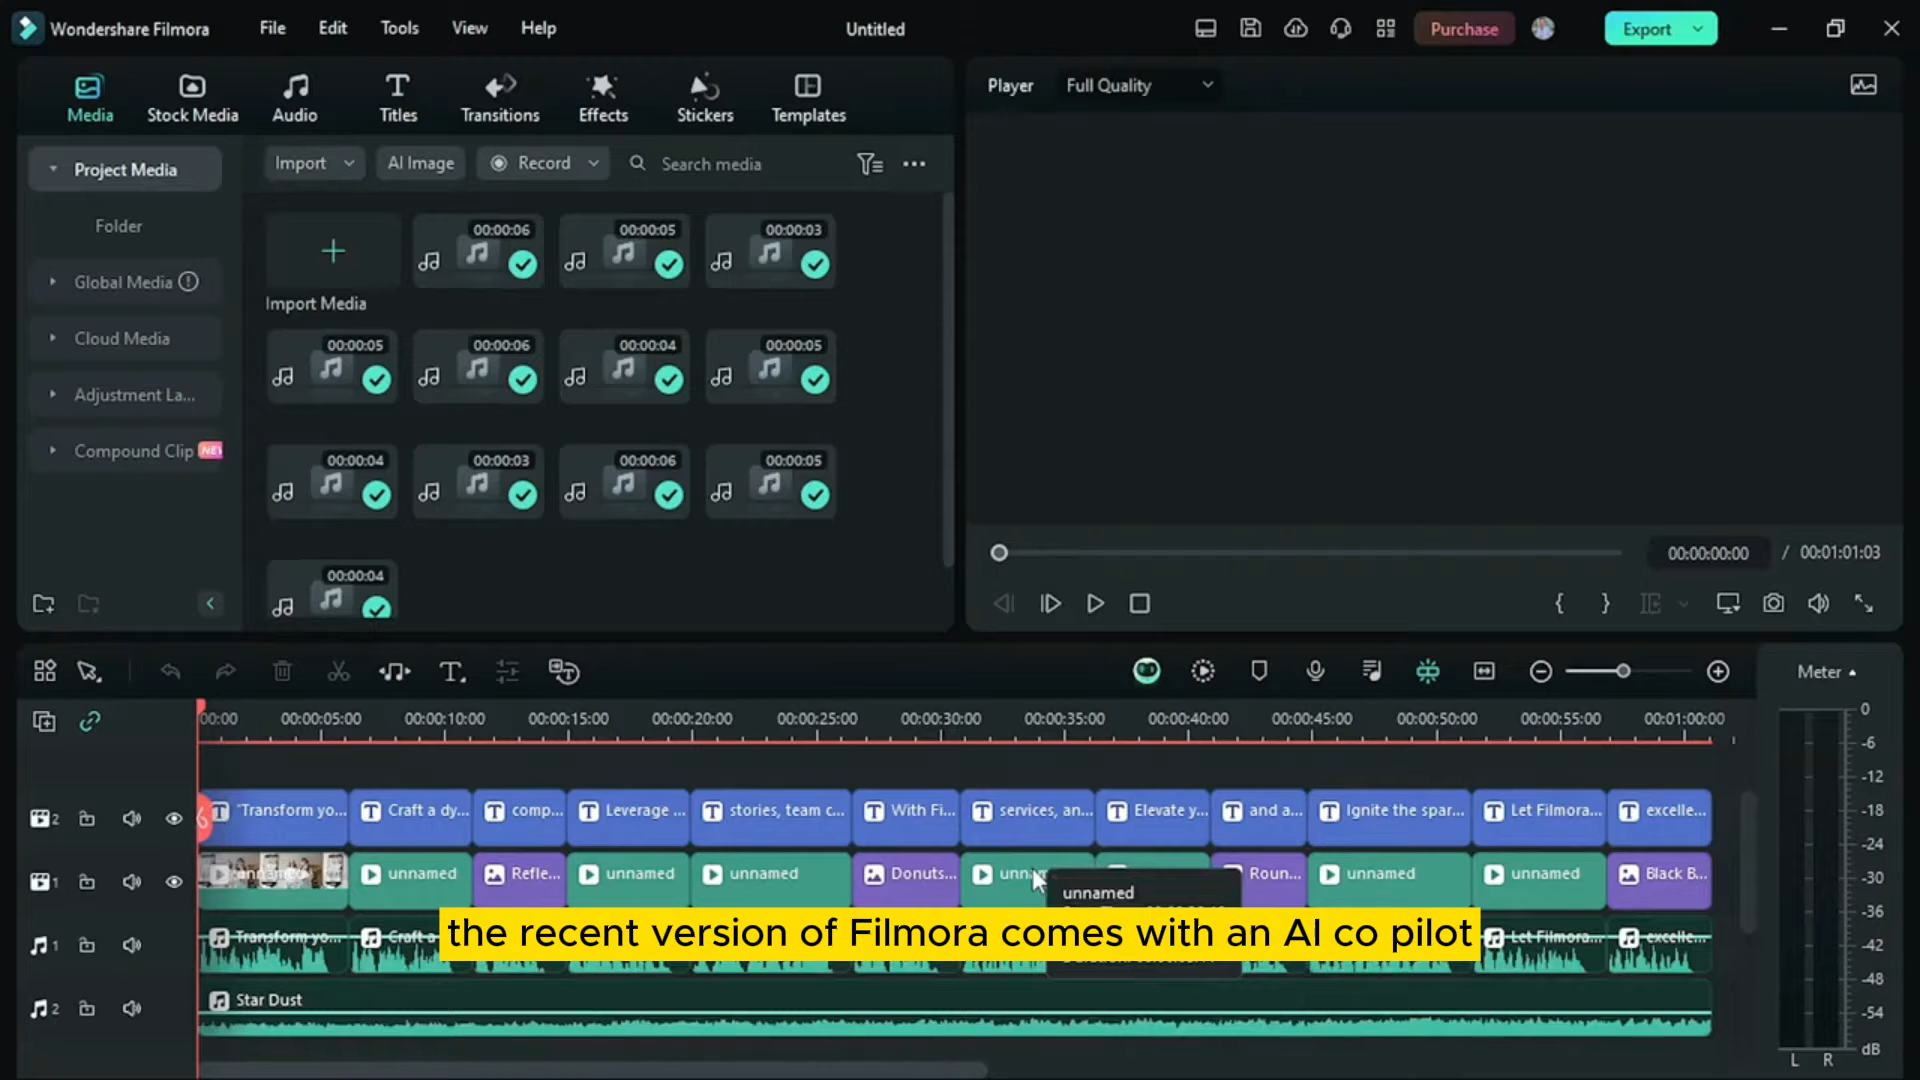 Wondershare Filmora
File
Edit
Tools
View
Help
Untitled
Purchase
Export
Media
Stock Media
Audio
Titles
Transitions
Effects
Stickers
Templates
Player
Full Quality
Project Media
Folder
Global Media
Cloud Media
Adjustment La...
Compound Clip
NEW
Import
AI Image
Record
Search media
Import Media
00:00:06
00:00:05
00:00:03
00:00:05
00:00:06
00:00:04
00:00:05
00:00:04
00:00:03
00:00:06
00:00:05
00:00:04
00:00:00:00 / 00:01:01:03
Meter
00:00
00:00:05:00
00:00:10:00
00:00:15:00
00:00:20:00
00:00:25:00
00:00:30:00
00:00:35:00
00:00:40:00
00:00:45:00
00:00:50:00
00:00:55:00
00:01:00:00
2
"Transform yo...
Craft a dy...
comp...
Leverage ...
stories, team c...
With Fi...
services, an...
Elevate y...
and a...
Ignite the spar...
Let Filmora...
excelle...
1
unnamed
unnamed
Refle...
unnamed
unnamed
Donuts...
Roun...
unnamed
unnamed
Black B...
unnamed
1
Transform yo...
Let Filmora...
excelle...
the recent version of Filmora comes with an AI co pilot
2
Star Dust
0
-6
-12
-18
-24
-30
-36
-42
-48
-54
dB
L
R